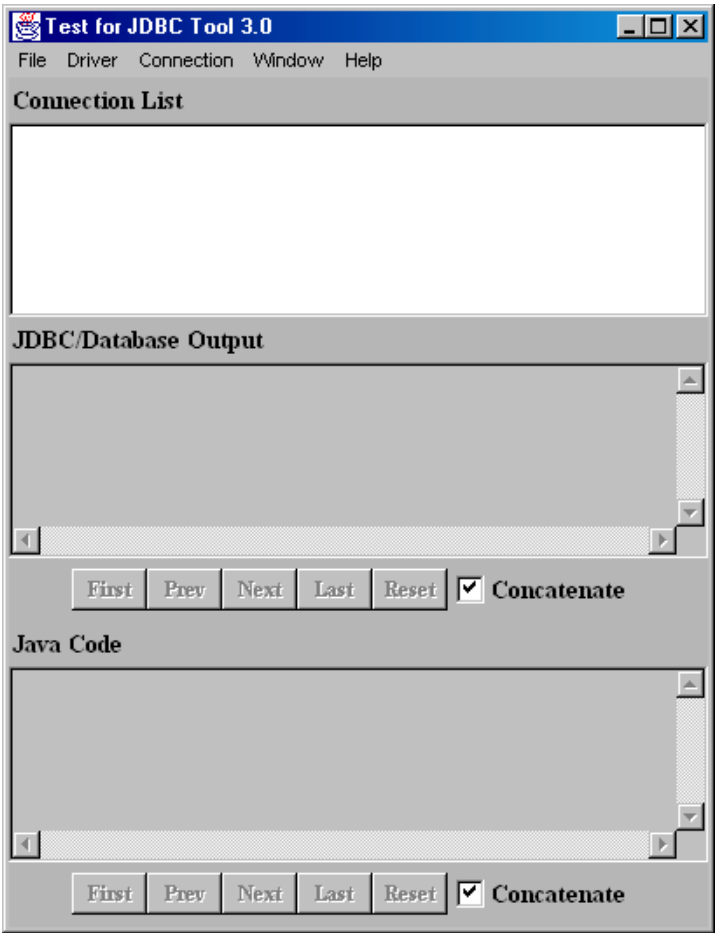 Test for JDBC Tool 3.0
File Driver Connection Window Help
Connection List
JDBC/Database Output
First Prev Next Last Reset Concatenate
Java Code
First Prev Next Last Reset Concatenate